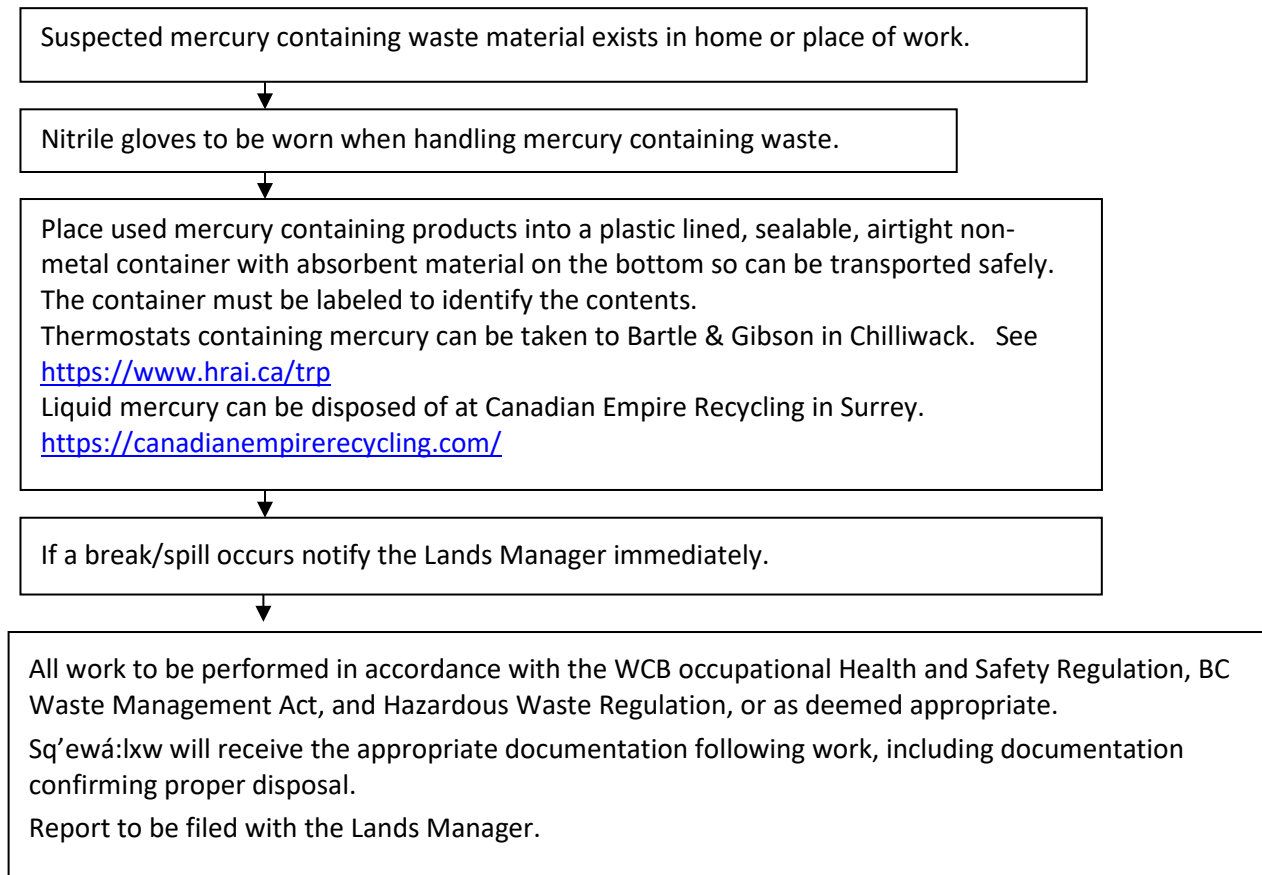 Suspected mercury containing waste material exists in home or place of work.
Nitrile gloves to be worn when handling mercury containing waste.
Place used mercury containing products into a plastic lined, sealable, airtight non-
metal container with absorbent material on the bottom so can be transported safely.
The container must be labeled to identify the contents.
Thermostats containing mercury can be taken to Bartle & Gibson in Chilliwack. See
https://www.hrai.ca/trp
Liquid mercury can be disposed of at Canadian Empire Recycling in Surrey.
https://canadianempirerecycling.com/
If a break/spill occurs notify the Lands Manager immediately.
All work to be performed in accordance with the WCB occupational Health and Safety Regulation, BC
Waste Management Act, and Hazardous Waste Regulation, or as deemed appropriate.
Sq’ewá:lxw will receive the appropriate documentation following work, including documentation
confirming proper disposal.
Report to be filed with the Lands Manager.